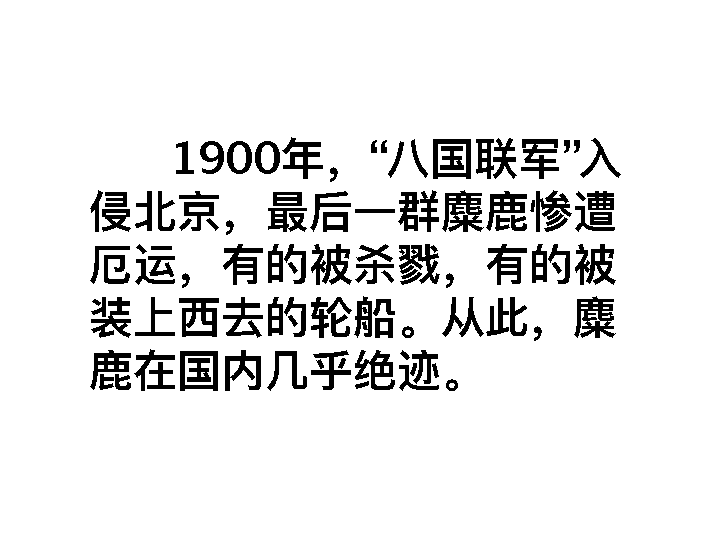 1900年，“八国联军”入
侵北京，最后一群麋鹿惨遭
厄运，有的被杀戮，有的被
装上西去的轮船。从此，麋
鹿在国内几乎绝迹。